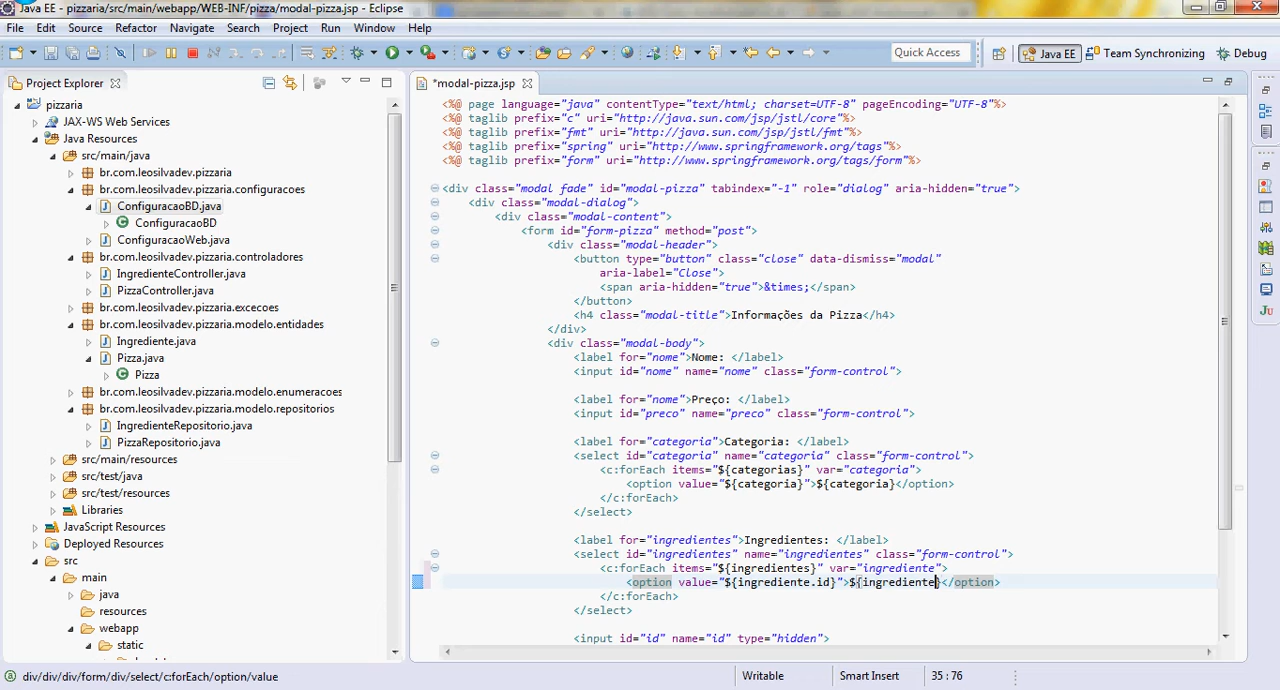 Java EE - pizzaria/src/main/webapp/WEB-INF/pizza/modal-pizza.jsp - Eclipse
File Edit Source Refactor Navigate Search Project Run Window Help
Quick Access
Java EE
Team Synchronizing
Debug
Project Explorer
pizzaria
JAX-WS Web Services
Java Resources
src/main/java
br.com.leosilvadev.pizzaria
br.com.leosilvadev.pizzaria.configuracoes
ConfiguracaoBD.java
ConfiguracaoBD
ConfiguracaoWeb.java
br.com.leosilvadev.pizzaria.controladores
IngredienteController.java
PizzaController.java
br.com.leosilvadev.pizzaria.excecoes
br.com.leosilvadev.pizzaria.modelo.entidades
Ingrediente.java
Pizza.java
Pizza
br.com.leosilvadev.pizzaria.modelo.enumeracoes
br.com.leosilvadev.pizzaria.modelo.repositorios
IngredienteRepositorio.java
PizzaRepositorio.java
src/main/resources
src/test/java
src/test/resources
Libraries
JavaScript Resources
Deployed Resources
src
main
java
resources
webapp
static
*modal-pizza.jsp
<%@ page language="java" contentType="text/html; charset=UTF-8" pageEncoding="UTF-8"%>
<%@ taglib prefix="c" uri="http://java.sun.com/jsp/jstl/core"%>
<%@ taglib prefix="fmt" uri="http://java.sun.com/jsp/jstl/fmt"%>
<%@ taglib prefix="spring" uri="http://www.springframework.org/tags"%>
<%@ taglib prefix="form" uri="http://www.springframework.org/tags/form"%>
<div class="modal fade" id="modal-pizza" tabindex="-1" role="dialog" aria-hidden="true">
<div class="modal-dialog">
<div class="modal-content">
<form id="form-pizza" method="post">
<div class="modal-header">
<button type="button" class="close" data-dismiss="modal"
aria-label="Close">
<span aria-hidden="true">&times;</span>
</button>
<h4 class="modal-title">Informações da Pizza</h4>
</div>
<div class="modal-body">
<label for="nome">Nome: </label>
<input id="nome" name="nome" class="form-control">
<label for="nome">Preço: </label>
<input id="preco" name="preco" class="form-control">
<label for="categoria">Categoria: </label>
<select id="categoria" name="categoria" class="form-control">
<c:forEach items="${categorias}" var="categoria">
<option value="${categoria}">${categoria}</option>
</c:forEach>
</select>
<label for="ingredientes">Ingredientes: </label>
<select id="ingredientes" name="ingredientes" class="form-control">
<c:forEach items="${ingredientes}" var="ingrediente">
<option value="${ingrediente.id}">${ingrediente}</option>
</c:forEach>
</select>
<input id="id" name="id" type="hidden">
div/div/div/form/div/select/c:forEach/option/value
Writable
Smart Insert
35 : 76